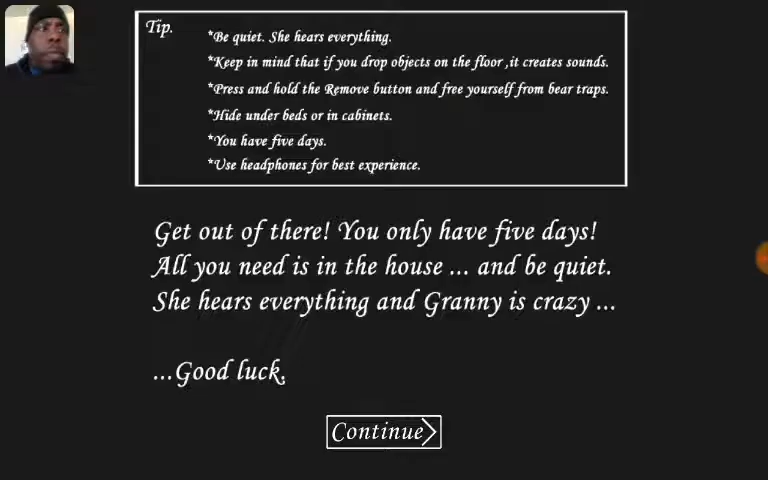 Tip.
*Be quiet. She hears everything.
*Keep in mind that if you drop objects on the floor ,it creates sounds.
*Press and hold the Remove button and free yourself from bear traps.
*Hide under beds or in cabinets.
*You have five days.
*Use headphones for best experience.
Get out of there! You only have five days!
All you need is in the house ... and be quiet.
She hears everything and Granny is crazy ...
...Good luck.
Continue